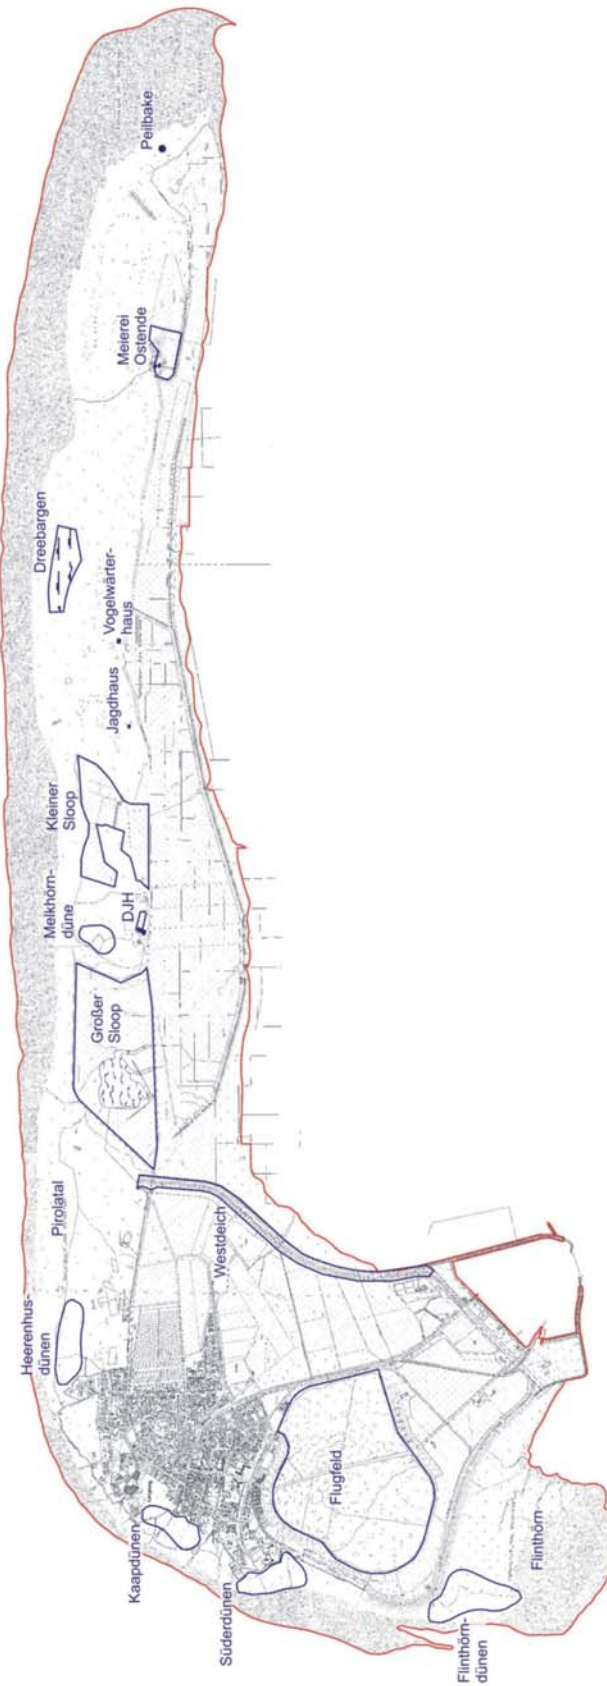 Peilbake
Meierei
Ostende
Dreebargen
Vogelwärter-
haus
Jagdhaus
Kleiner
Sloop
Melkhörn-
düne
DJH
Großer
Sloop
Pirolatal
Westdeich
Heerenhus-
dünen
Flugfeld
Kaapdünen
Süderdünen
Flinthörn
Flinthörn-
dünen